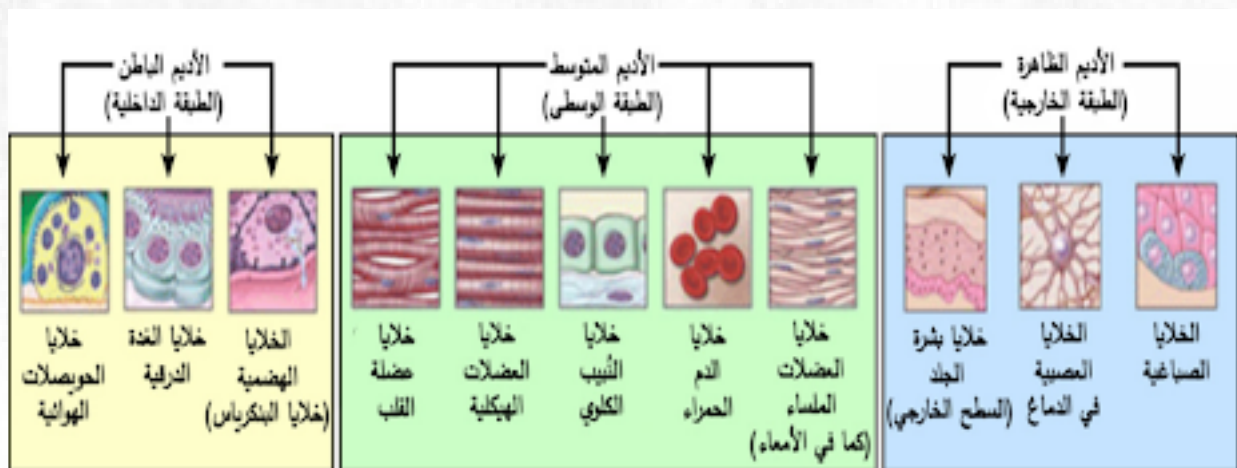 الأديم الظاهرة
(الطبقة الخارجية)
الخلايا
الصباغية
الخلايا
العصبية
في الدماغ
خلايا بشرة
الجلد
(السطح الخارجي)
الأديم المتوسط
(الطبقة الوسطى)
خلايا
العضلات
الملساء
(كما في الأمعاء)
خلايا
الدم
الحمراء
خلايا
النُبيب
الكلوي
خلايا
العضلات
الهيكلية
خلايا
عضلة
القلب
الأديم الباطن
(الطبقة الداخلية)
الخلايا
الهضمية
(خلايا البنكرياس)
خلايا الغدة
الدرقية
خلايا
الحويصلات
الهوائية